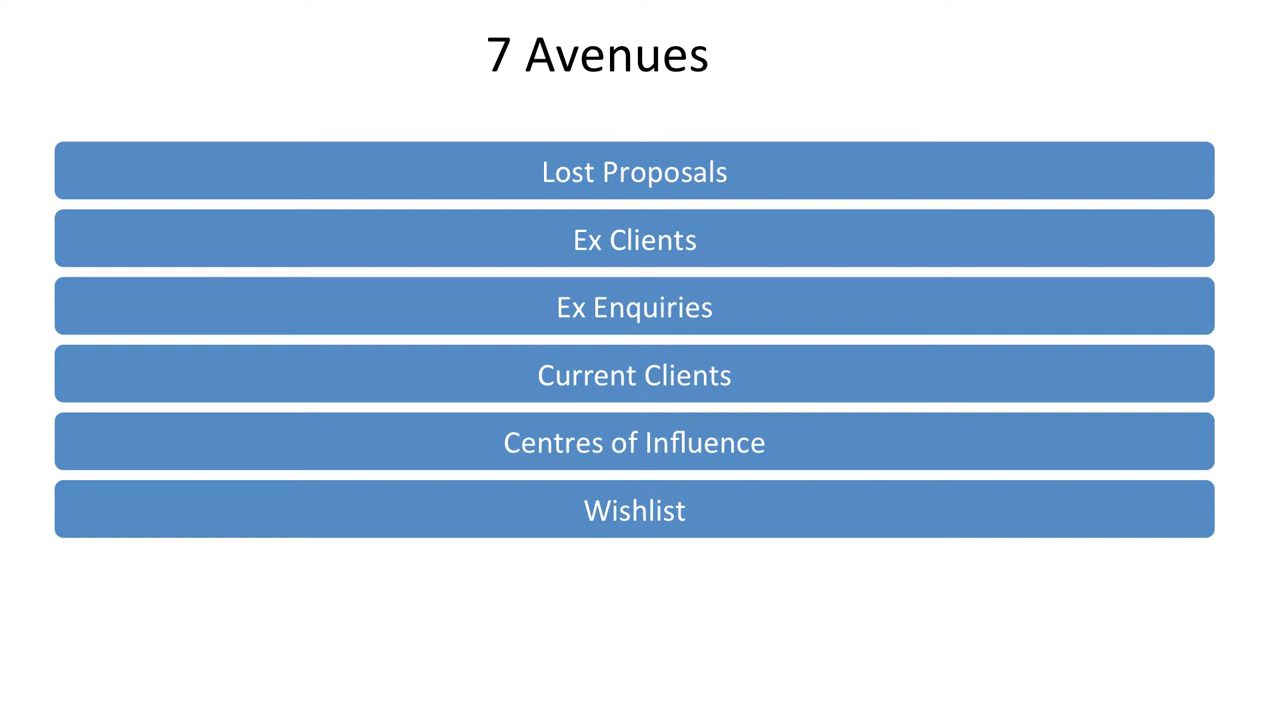 7 Avenues
Lost Proposals
Ex Clients
Ex Enquiries
Current Clients
Centres of Influence
Wishlist